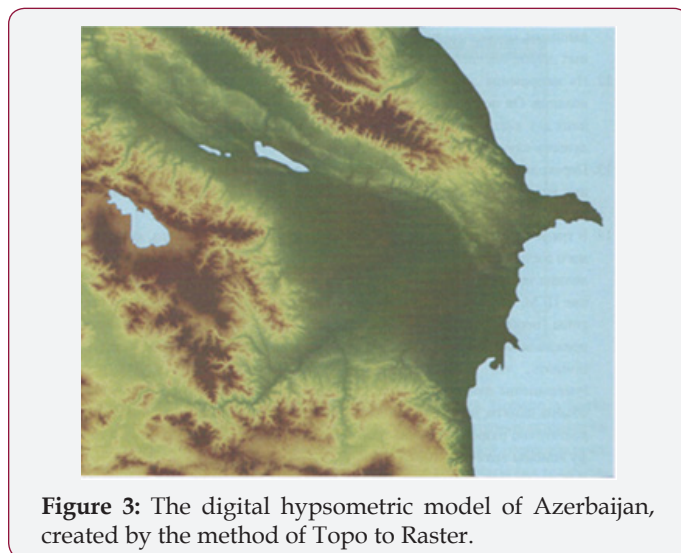 Figure 3: The digital hypsometric model of Azerbaijan,
created by the method of Topo to Raster.